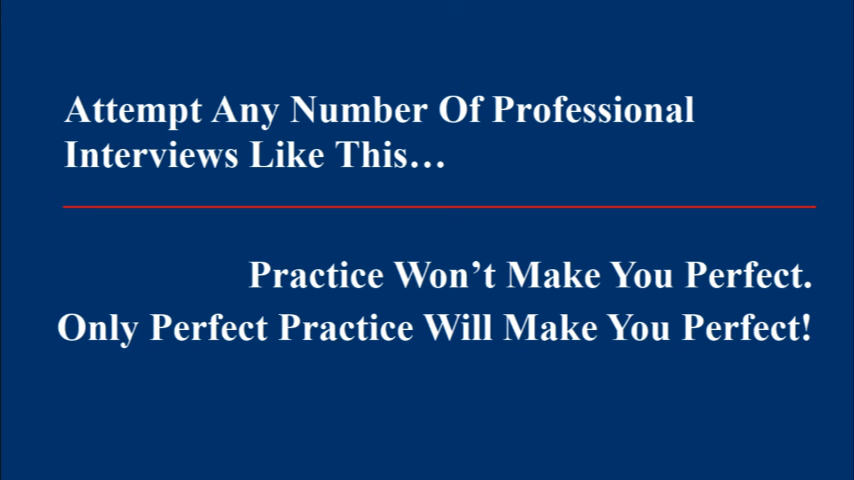 Attempt Any Number Of Professional
Interviews Like This…
Practice Won’t Make You Perfect.
Only Perfect Practice Will Make You Perfect!